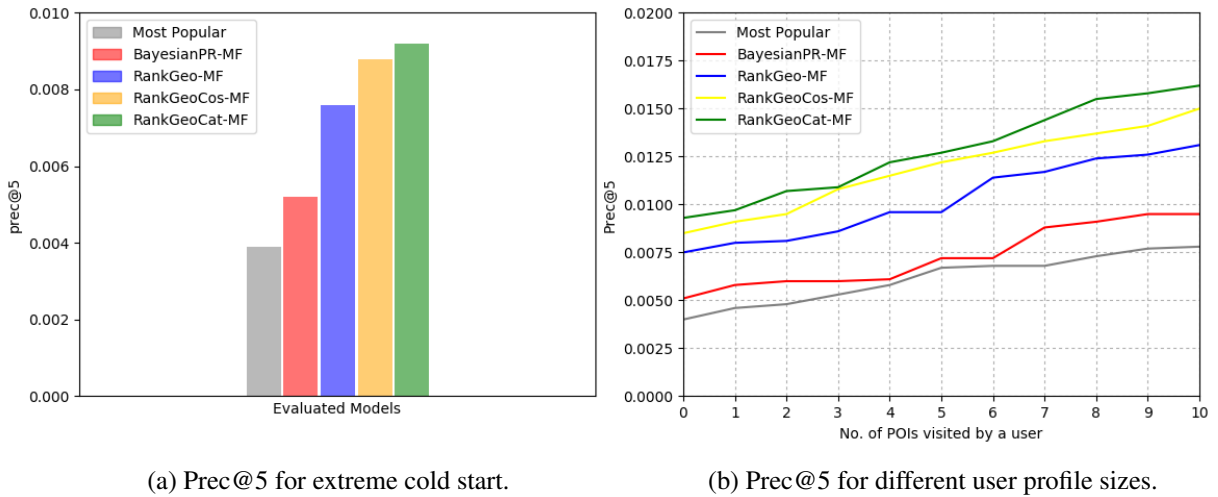 0.010
0.008
0.006
0.004
0.002
0.000
prec@5
Most Popular
BayesianPR-MF
RankGeo-MF
RankGeoCos-MF
RankGeoCat-MF
Evaluated Models
(a) Prec@5 for extreme cold start.
0.0200
0.0175
0.0150
0.0125
0.0100
0.0075
0.0050
0.0025
0.0000
Prec@5
Most Popular
BayesianPR-MF
RankGeo-MF
RankGeoCos-MF
RankGeoCat-MF
0 1 2 3 4 5 6 7 8 9 10
No. of POIs visited by a user
(b) Prec@5 for different user profile sizes.